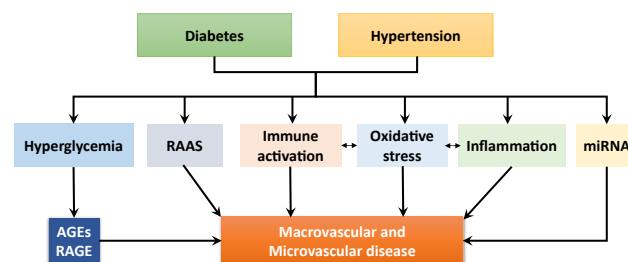 Diabetes
Hypertension
Hyperglycemia
RAAS
Immune
activation
Oxidative
stress
Inflammation
miRNA
AGEs
RAGE
Macrovascular and
Microvascular disease